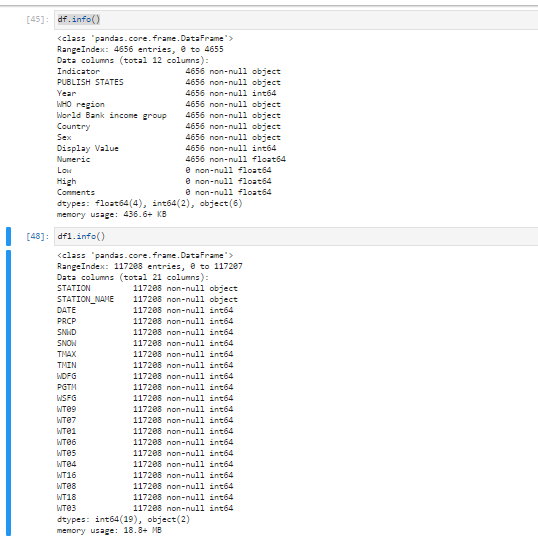 [45]: df.info()
<class 'pandas.core.frame.DataFrame'>
RangeIndex: 4656 entries, 0 to 4655
Data columns (total 12 columns):
Indicator 4656 non-null object
PUBLISH STATES 4656 non-null object
Year 4656 non-null int64
WHO region 4656 non-null object
World Bank income group 4656 non-null object
Country 4656 non-null object
Sex 4656 non-null object
Display Value 4656 non-null int64
Numeric 4656 non-null float64
Low 0 non-null float64
High 0 non-null float64
Comments 0 non-null float64
dtypes: float64(4), int64(2), object(6)
memory usage: 436.6+ KB
[48]: df1.info()
<class 'pandas.core.frame.DataFrame'>
RangeIndex: 117208 entries, 0 to 117207
Data columns (total 21 columns):
STATION 117208 non-null object
STATION_NAME 117208 non-null object
DATE 117208 non-null int64
PRCP 117208 non-null int64
SNWD 117208 non-null int64
SNOW 117208 non-null int64
TMAX 117208 non-null int64
TMIN 117208 non-null int64
WDFG 117208 non-null int64
PGTM 117208 non-null int64
WSFG 117208 non-null int64
WT09 117208 non-null int64
WT07 117208 non-null int64
WT01 117208 non-null int64
WT06 117208 non-null int64
WT05 117208 non-null int64
WT04 117208 non-null int64
WT16 117208 non-null int64
WT08 117208 non-null int64
WT18 117208 non-null int64
WT03 117208 non-null int64
dtypes: int64(19), object(2)
memory usage: 18.8+ MB